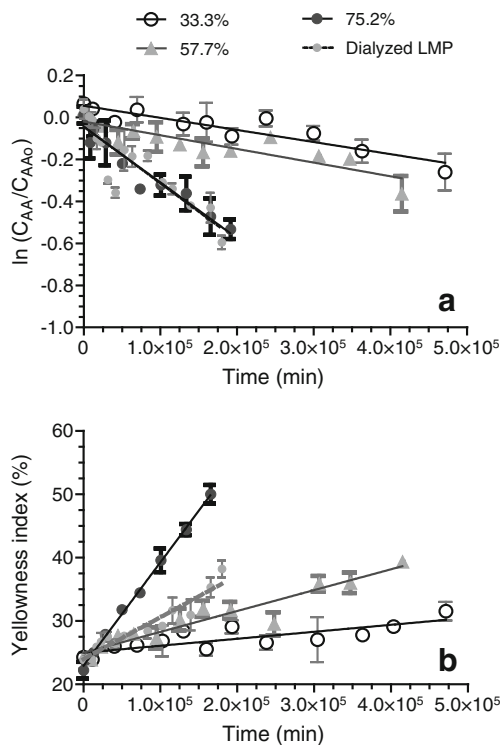 33.3% 75.2%
57.7% Dialyzed LMP
ln (C_AA/C_AAo)
0.2
0.0
-0.2
-0.4
-0.6
-0.8
-1.0
a
0 1.0×10⁵ 2.0×10⁵ 3.0×10⁵ 4.0×10⁵ 5.0×10⁵
Time (min)
Yellowness index (%)
60
50
40
30
20
b
0 1.0×10⁵ 2.0×10⁵ 3.0×10⁵ 4.0×10⁵ 5.0×10⁵
Time (min)